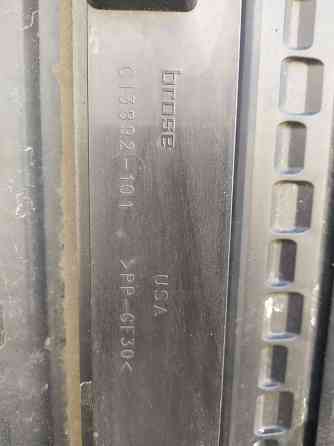 brose
C13892-101
USA
>PP-GF30<